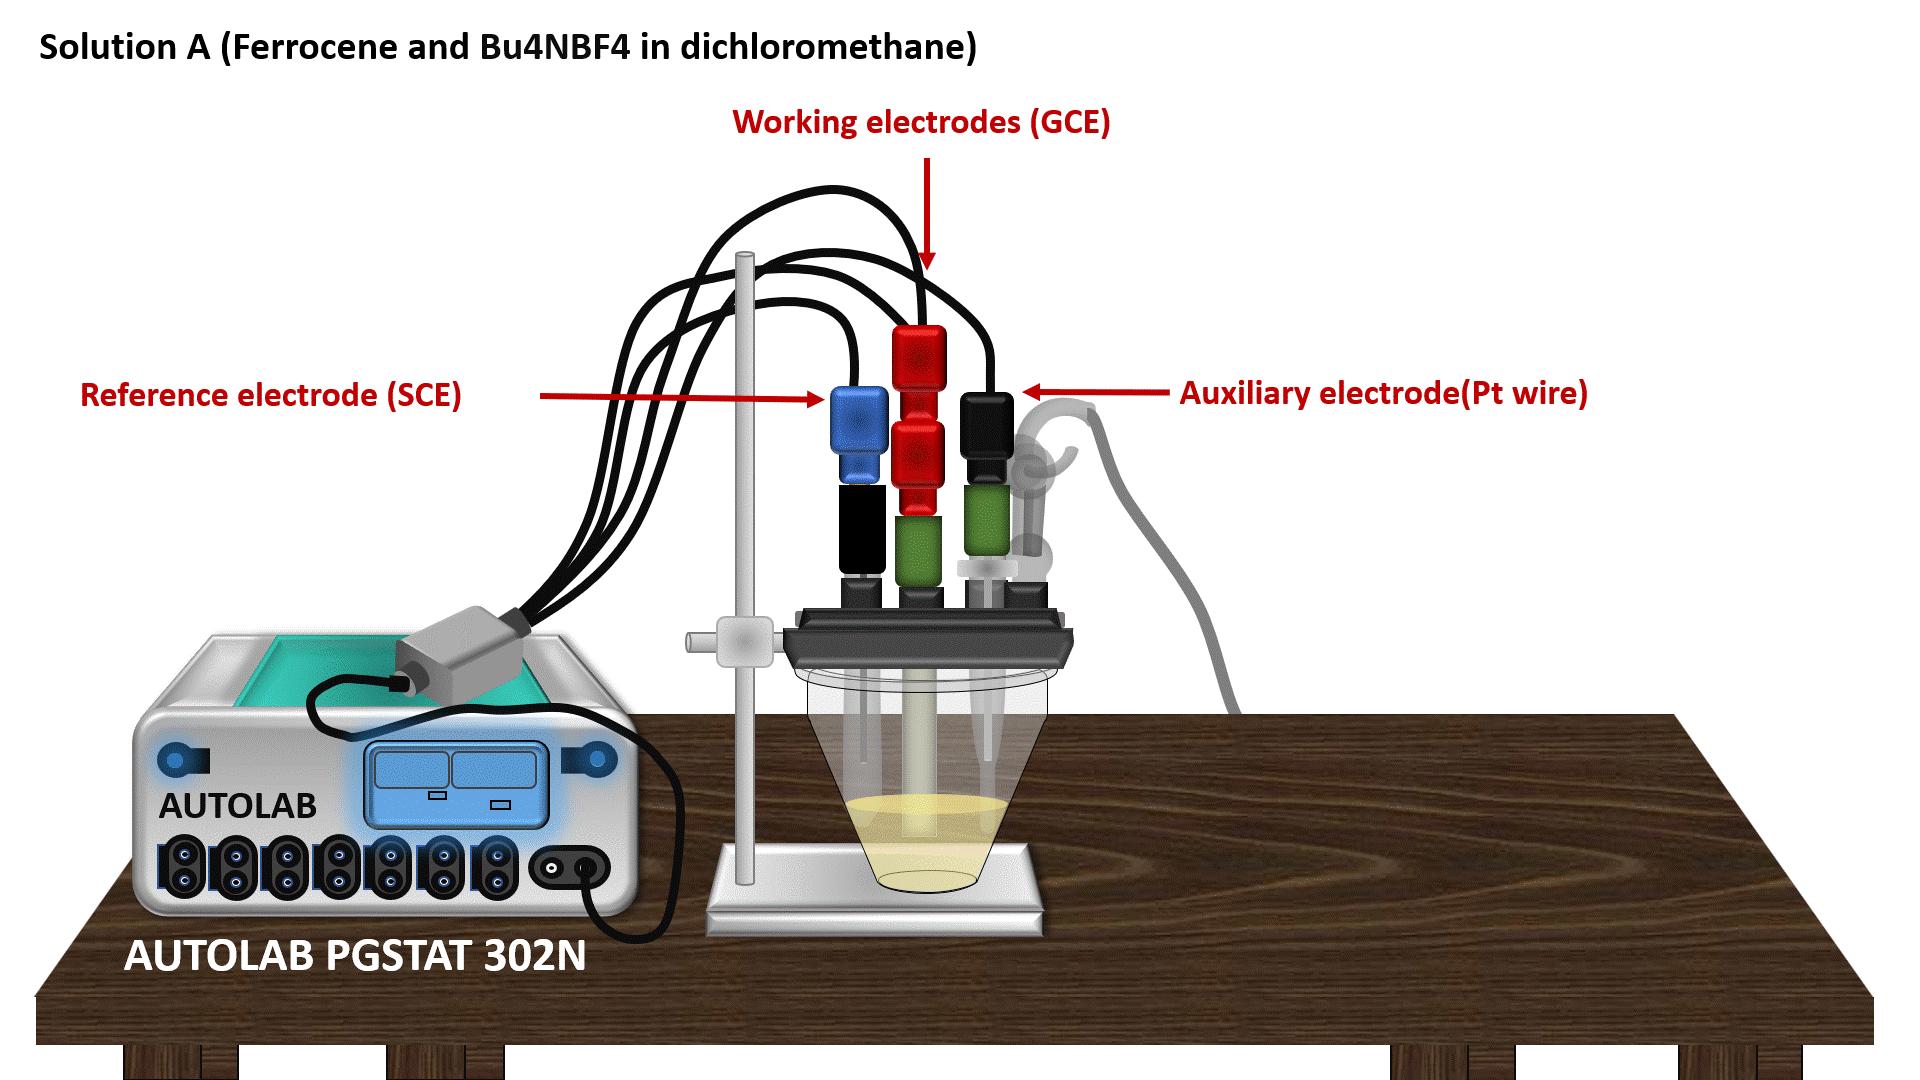 Solution A (Ferrocene and Bu4NBF4 in dichloromethane)
Working electrodes (GCE)
Reference electrode (SCE)
Auxiliary electrode(Pt wire)
AUTOLAB
AUTOLAB PGSTAT 302N